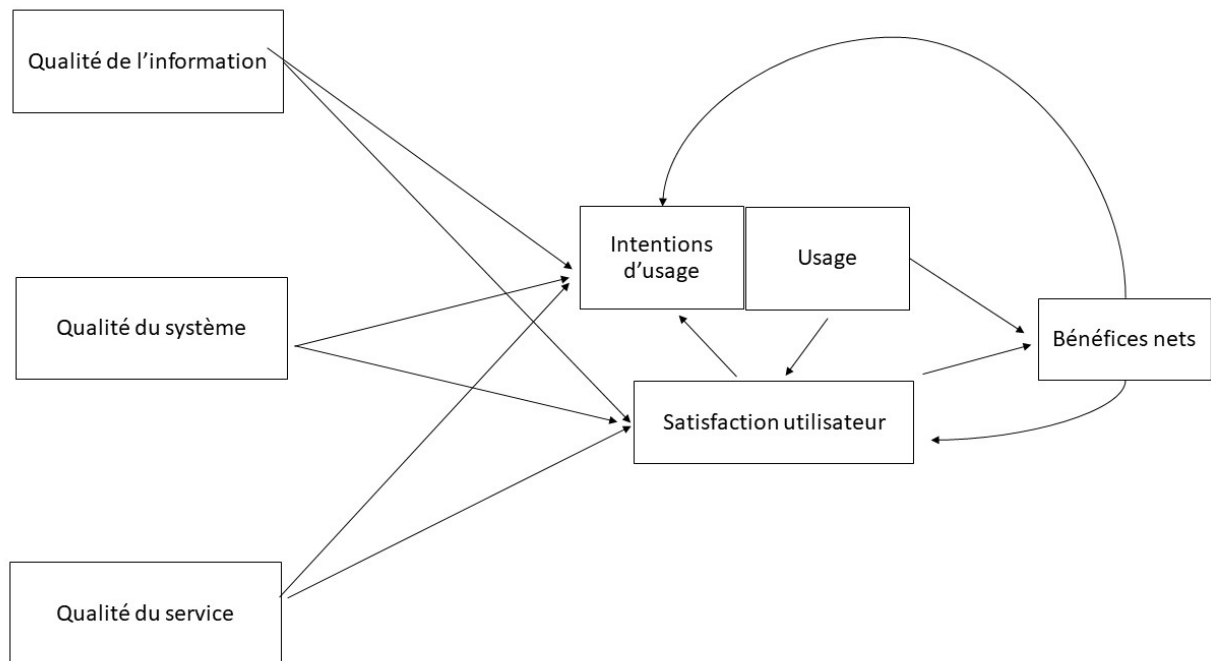 Qualité de l’information
Intentions
d’usage
Usage
Qualité du système
Bénéfices nets
Satisfaction utilisateur
Qualité du service